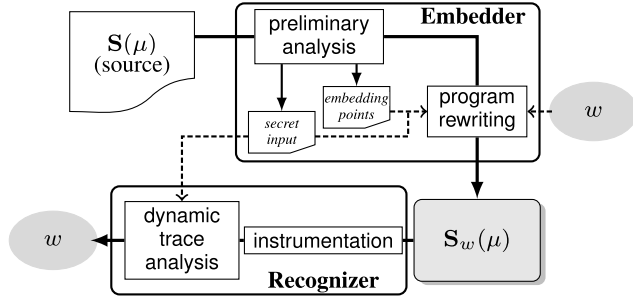 Embedder
S(μ)
(source)
preliminary
analysis
secret
input
embedding
points
program
rewriting
w
w
dynamic
trace
analysis
instrumentation
Recognizer
S_w(μ)